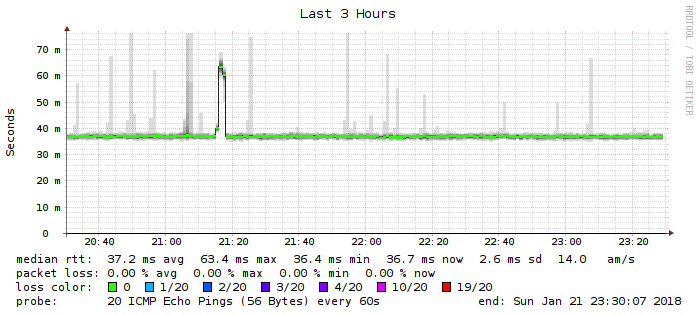 Last 3 Hours
RRDTOOL / TOBI OETIKER
Seconds
70 m
60 m
50 m
40 m
30 m
20 m
10 m
0
20:40 21:00 21:20 21:40 22:00 22:20 22:40 23:00 23:20
median rtt: 37.2 ms avg 63.4 ms max 36.4 ms min 36.7 ms now 2.6 ms sd 14.0 am/s
packet loss: 0.00 % avg 0.00 % max 0.00 % min 0.00 % now
loss color: 0 1/20 2/20 3/20 4/20 10/20 19/20
probe: 20 ICMP Echo Pings (56 Bytes) every 60s end: Sun Jan 21 23:30:07 2018